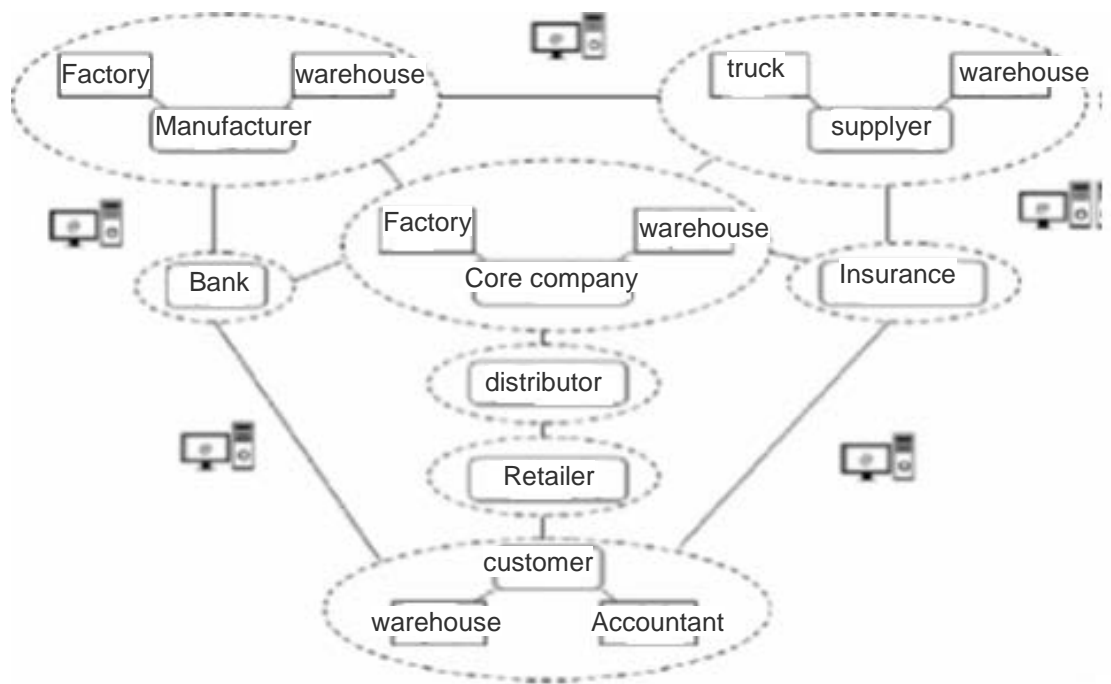 Factory
warehouse
Manufacturer
truck
warehouse
supplyer
Factory
warehouse
Core company
Bank
Insurance
distributor
Retailer
customer
warehouse
Accountant